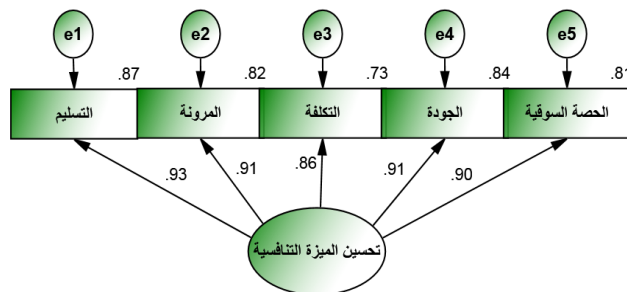 e1 e2 e3 e4 e5
.87 .82 .73 .84 .81
التسليم المرونة التكلفة الجودة الحصة السوقية
.93 .91 .86 .91 .90
تحسين الميزة التنافسية